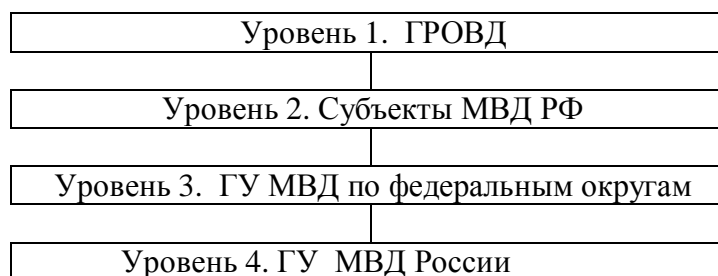 Уровень 1. ГРОВД
Уровень 2. Субъекты МВД РФ
Уровень 3. ГУ МВД по федеральным округам
Уровень 4. ГУ МВД России